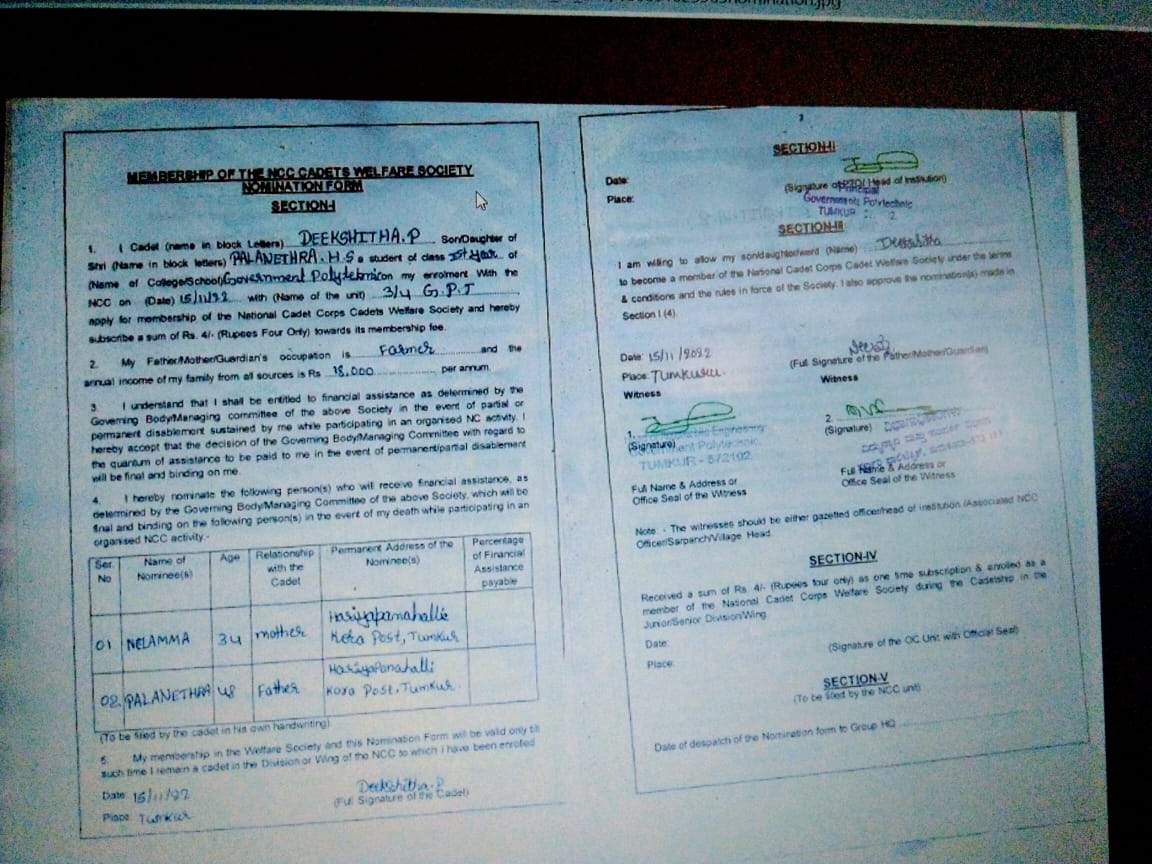 nomination.jpg
MEMBERSHIP OF THE NCC CADETS WELFARE SOCIETY
NOMINATION FORM
SECTION-I
1. I Cadet (name in block Letters) DEEKSHITHA.P Son/Daughter of
Shri (Name in block letters) PALANETHRA.H.S a student of class Ist year of
(Name of College/School) Government Polytechnic on my enrolment With the
NCC on (Date) 15/11/22 with (Name of the unit) 3/4 G.P.T
apply for membership of the National Cadet Corps Cadets Welfare Society and hereby
subscribe a sum of Rs. 4/- (Rupees Four Only) towards its membership fee.
2. My Father/Mother/Guardian's occupation is Farmer and the
annual income of my family from all sources is Rs 18,000 per annum.
3. I understand that I shall be entitled to financial assistance as determined by the
Governing Body/Managing committee of the above Society in the event of partial or
permanent disablement sustained by me while participating in an organised NC activity. I
hereby accept that the decision of the Governing Body/Managing Committee with regard to
the quantum of assistance to be paid to me in the event of permanent/partial disablement
will be final and binding on me.
4. I hereby nominate the following person(s) who will receive financial assistance, as
determined by the Governing Body/Managing Committee of the above Society, which will be
final and binding on the following person(s) in the event of my death while participating in an
organised NCC activity:-
Ser. No Name of Nominee(s) Age Relationship with the Cadet Permanent Address of the Nominee(s) Percentage of Financial Assistance payable
01 NELAMMA 34 mother Hariyapanahalli Kora Post, Tumkur
02 PALANETHRA 48 Father Hariyapanahalli Kora Post, Tumkur.
(To be filled by the cadet in his own handwriting)
5. My membership in the Welfare Society and this Nomination Form will be valid only till
such time I remain a cadet in the Division or Wing of the NCC to which I have been enrolled
Date 15/11/22 Deekshitha.P
Place Tumkur (Full Signature of the Cadet)
2
SECTION-II
Date:
Place: (Signature of Head of Institution)
Principal
Government Polytechnic
TUMKUR
SECTION-III
I am willing to allow my son/daughter/ward (Name) Deekshitha
to become a member of the National Cadet Corps Cadet Welfare Society under the terms
& conditions and the rules in force of the Society. I also approve the nomination(s) made in
Section I (4).
Date: 15/11/2022 (Full Signature of the Father/Mother/Guardian)
Place: Tumkuru.
Witness Witness
1. 2.
(Signature) (Signature)
Government Polytechnic,
TUMKUR - 572102
Full Name & Address or Full Name & Address or
Office Seal of the Witness Office Seal of the Witness
Note :- The witnesses should be either gazetted officer/head of institution /Associated NCC
Officer/Sarpanch/Village Head.
SECTION-IV
Received a sum of Rs 4/- (Rupees four only) as one time subscription & enrolled as a
member of the National Cadet Corps Welfare Society during the Cadetship in the
Junior/Senior Division/Wing.
Date:
Place: (Signature of the OC Unit with Official Seal)
SECTION-V
(To be filled by the NCC unit)
Date of despatch of the Nomination form to Group HQ